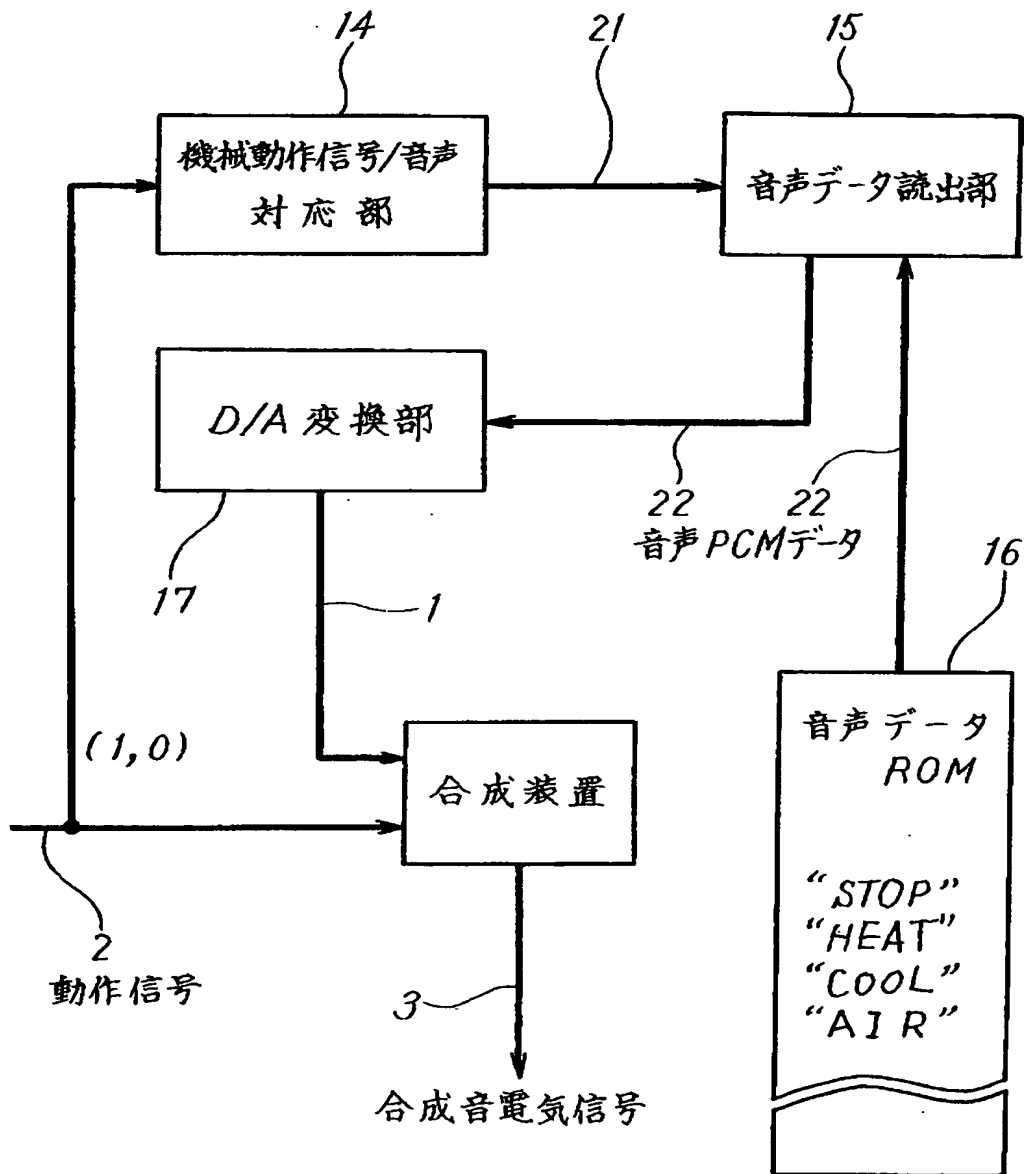 14
21
15
機械動作信号/音声
対応部
音声データ読出部
D/A変換部
22
22
音声PCMデータ
16
17
1
音声データ
ROM
(1,0)
合成装置
“STOP”
“HEAT”
“COOL”
“AIR”
2
動作信号
3
合成音電気信号